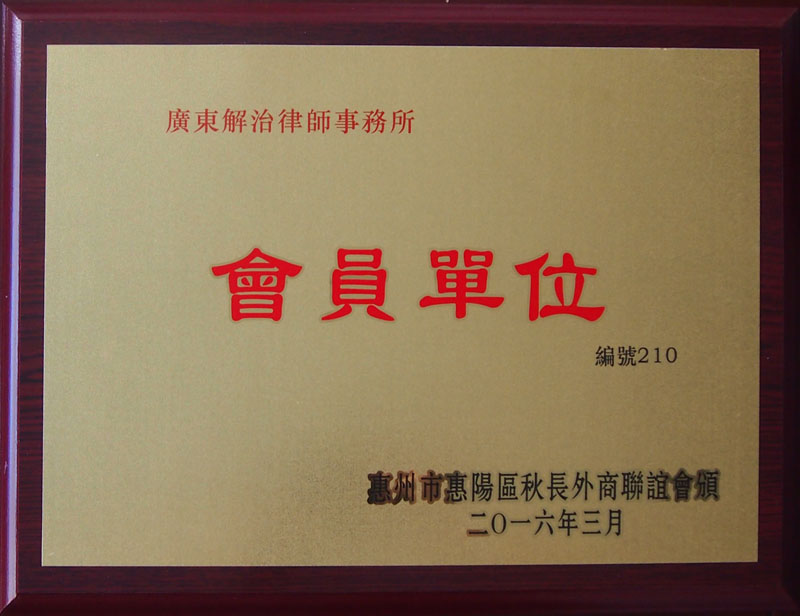 廣東解治律師事務所
會員單位
編號210
惠州市惠陽區秋長外商聯誼會頒
二〇一六年三月